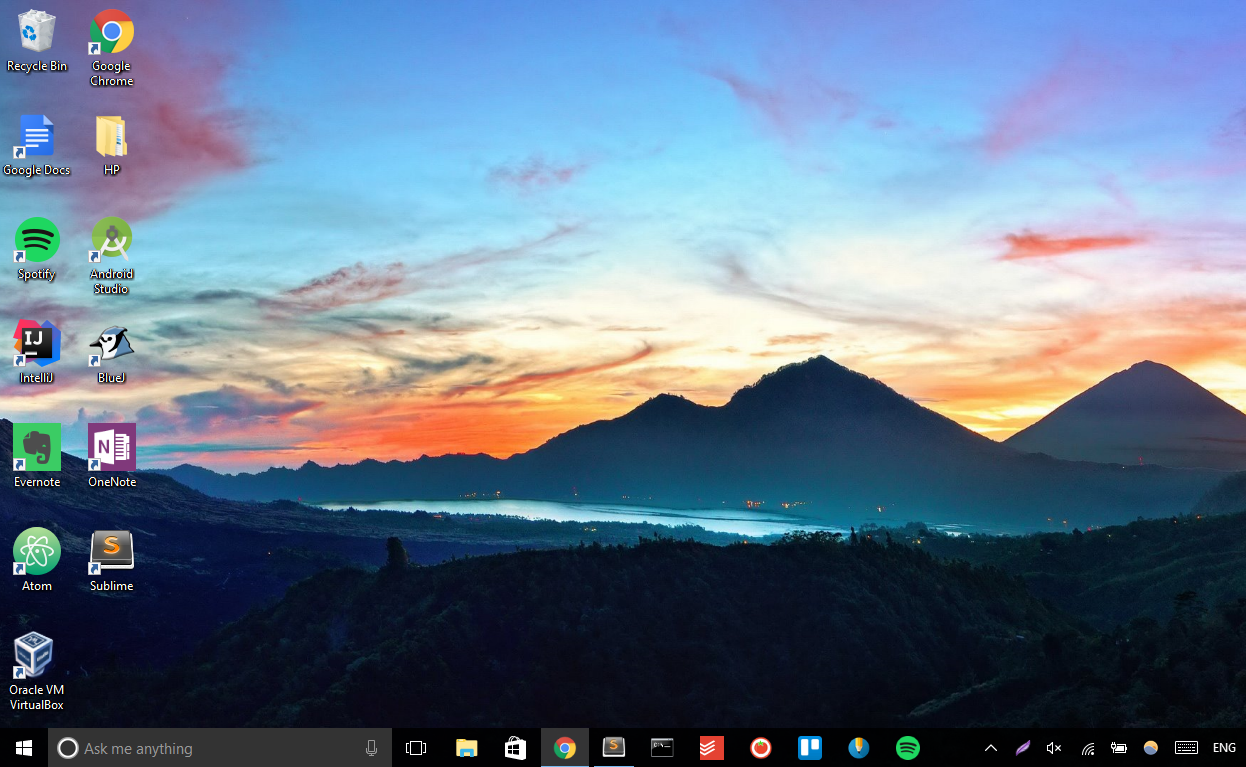 Recycle Bin
Google
Chrome
Google Docs
HP
Spotify
Android
Studio
IJ
IntelliJ
BlueJ
Evernote
N
OneNote
Atom
S
Sublime
Oracle VM
VirtualBox
Ask me anything
S
C:\_
ENG